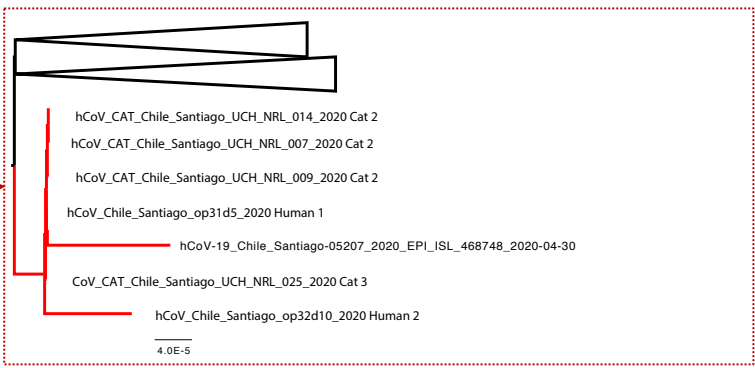 hCoV_CAT_Chile_Santiago_UCH_NRL_014_2020 Cat 2
hCoV_CAT_Chile_Santiago_UCH_NRL_007_2020 Cat 2
hCoV_CAT_Chile_Santiago_UCH_NRL_009_2020 Cat 2
hCoV_Chile_Santiago_op31d5_2020 Human 1
hCoV-19_Chile_Santiago-05207_2020_EPI_ISL_468748_2020-04-30
CoV_CAT_Chile_Santiago_UCH_NRL_025_2020 Cat 3
hCoV_Chile_Santiago_op32d10_2020 Human 2
4.0E-5